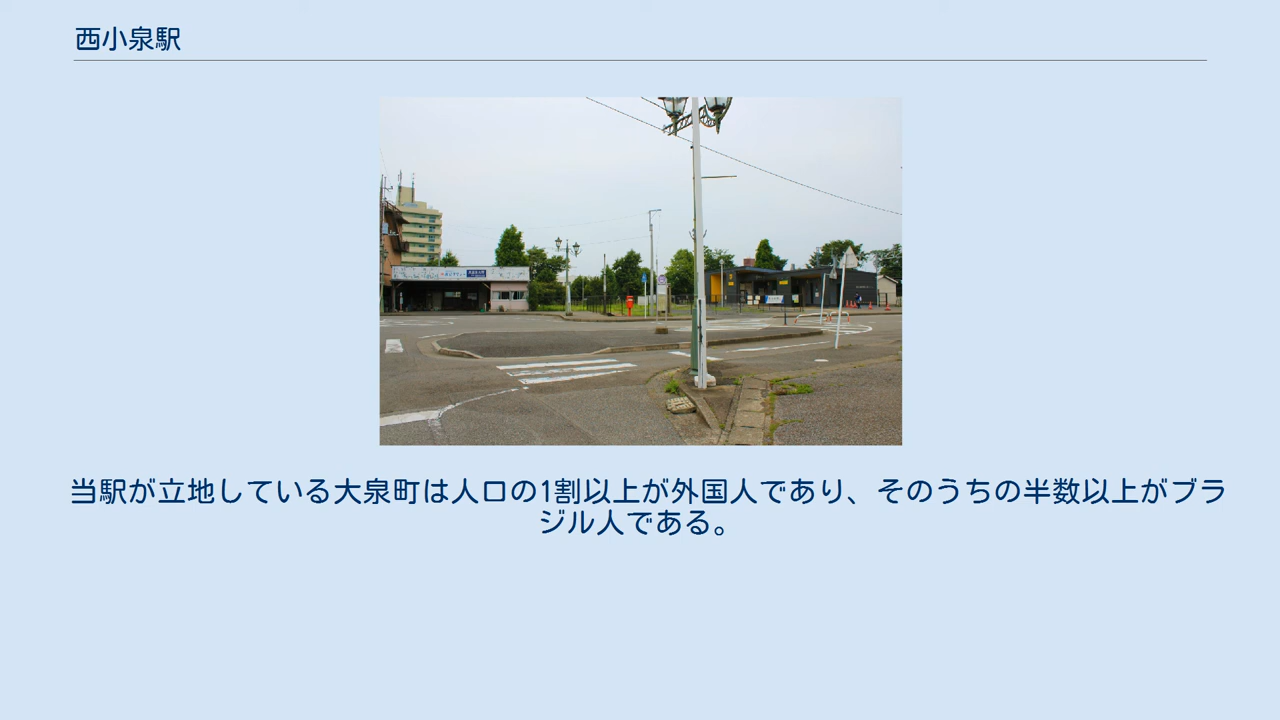 西小泉駅
当駅が立地している大泉町は人口の1割以上が外国人であり、そのうちの半数以上がブラ
ジル人である。